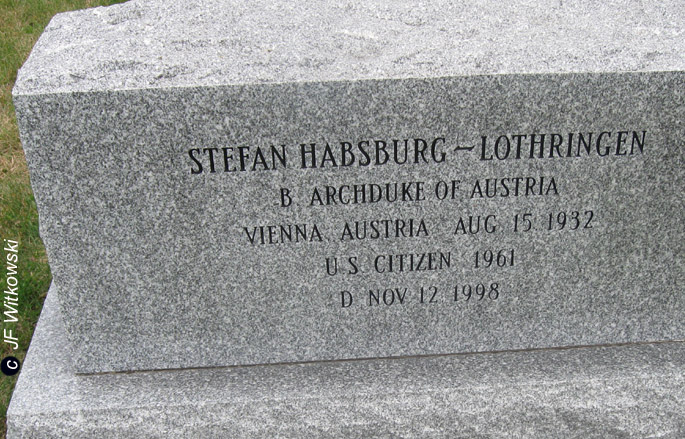 STEFAN HABSBURG – LOTHRINGEN
B. ARCHDUKE OF AUSTRIA
VIENNA, AUSTRIA AUG 15 1932
U S CITIZEN 1961
D NOV 12 1998
C JF Witkowski